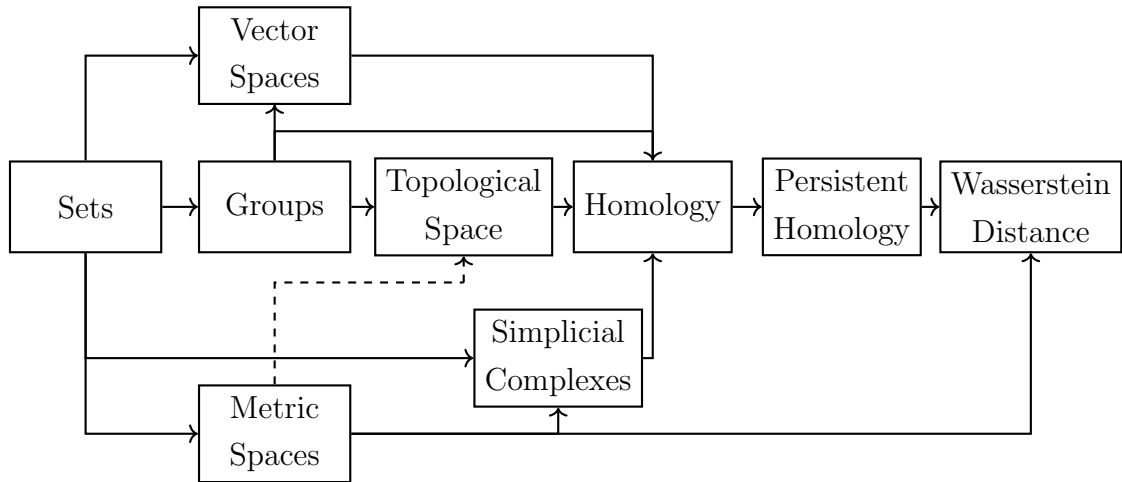 Vector
Spaces
Sets
Groups
Topological
Space
Homology
Persistent
Homology
Wasserstein
Distance
Simplicial
Complexes
Metric
Spaces